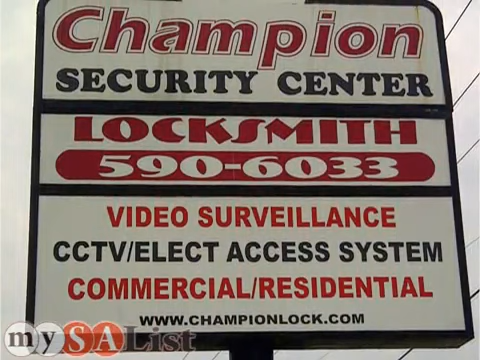 Champion
SECURITY CENTER
LOCKSMITH
590-6033
VIDEO SURVEILLANCE
CCTV/ELECT ACCESS SYSTEM
COMMERCIAL/RESIDENTIAL
WWW.CHAMPIONLOCK.COM
mySAList